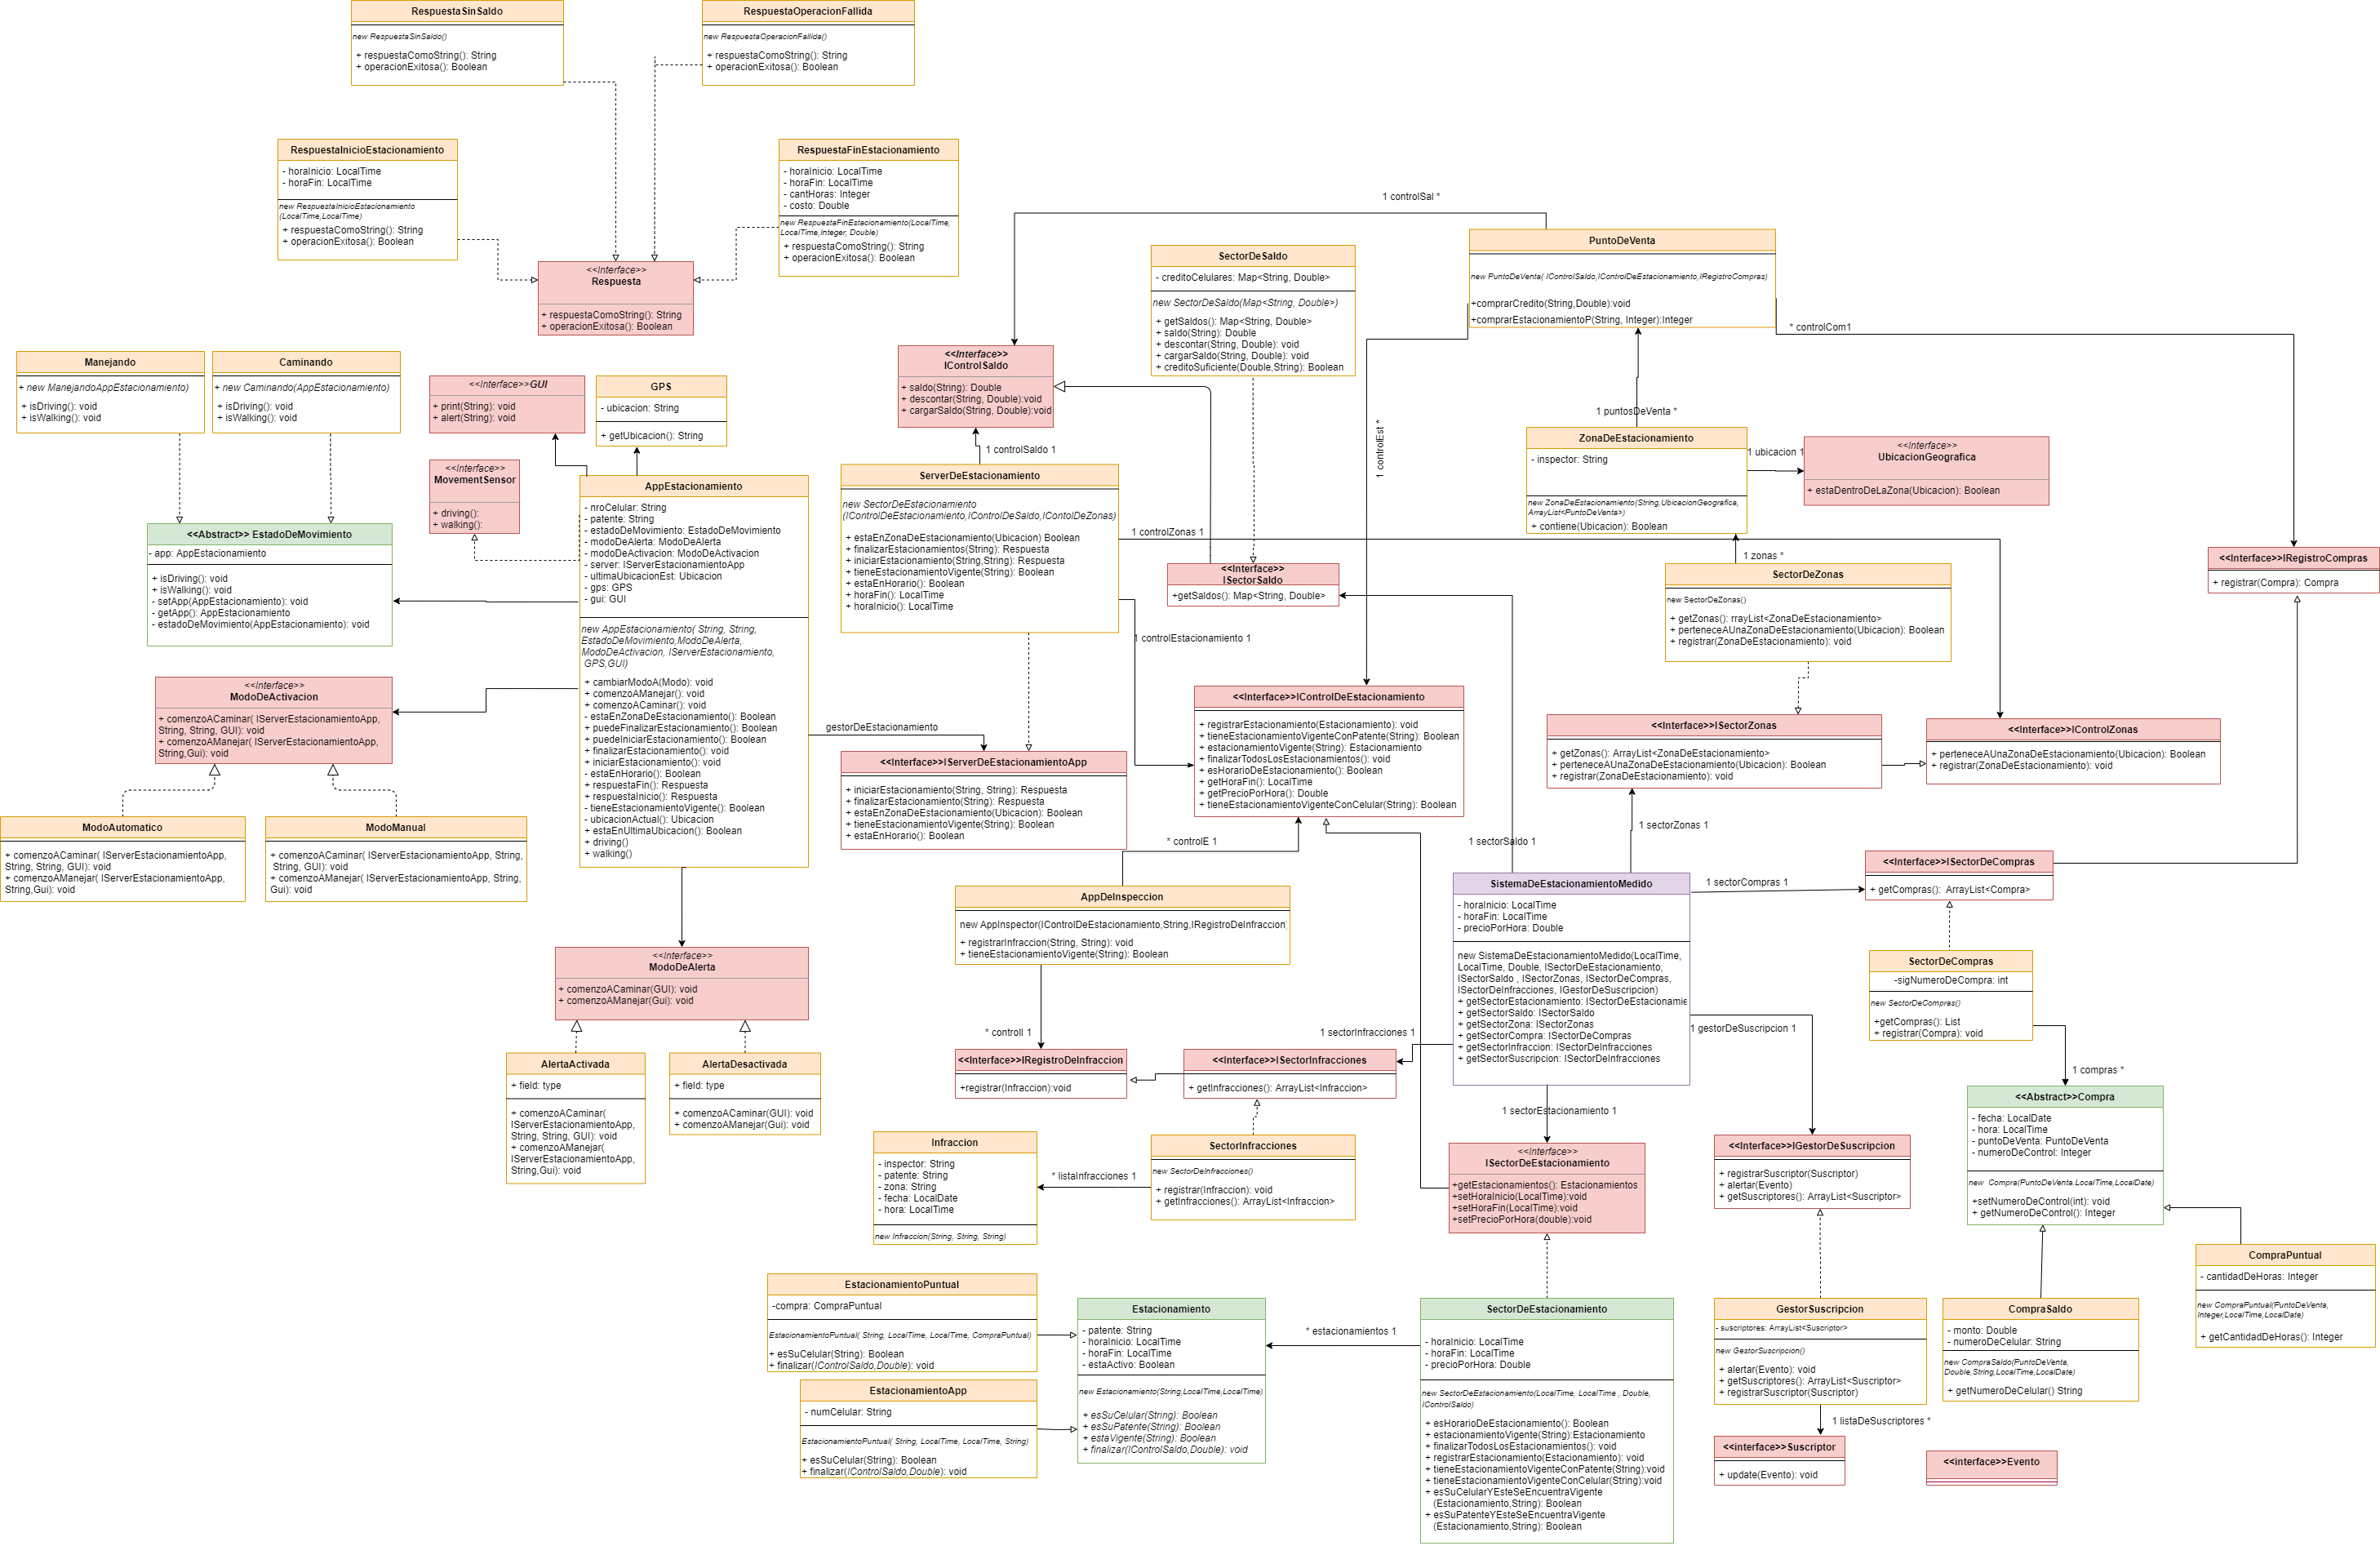 RespuestaSinSaldo
new RespuestaSinSaldo()
+ respuestaComoString(): String
+ operacionExitosa(): Boolean
RespuestaOperacionFallida
new RespuestaOperacionFallida()
+ respuestaComoString(): String
+ operacionExitosa(): Boolean
RespuestaInicioEstacionamiento
- horaInicio: LocalTime
- horaFin: LocalTime
new RespuestaInicioEstacionamiento
(LocalTime,LocalTime)
+ respuestaComoString(): String
+ operacionExitosa(): Boolean
RespuestaFinEstacionamiento
- horaInicio: LocalTime
- horaFin: LocalTime
- cantHoras: Integer
- costo: Double
new RespuestaFinEstacionamiento(LocalTime,
LocalTime,Integer, Double)
+ respuestaComoString(): String
+ operacionExitosa(): Boolean
<<Interface>>
Respuesta
+ respuestaComoString(): String
+ operacionExitosa(): Boolean
1 controlSal *
PuntoDeVenta
new PuntoDeVenta( IControlSaldo,IControlDeEstacionamiento,IRegistroCompras)
+comprarCredito(String,Double):void
+comprarEstacionamientoP(String, Integer):Integer
* controlCom1
SectorDeSaldo
- creditoCelulares: Map<String, Double>
new SectorDeSaldo(Map<String, Double>)
+ getSaldos(): Map<String, Double>
+ saldo(String): Double
+ descontar(String, Double): void
+ cargarSaldo(String, Double): void
+ creditoSuficiente(Double,String): Boolean
<<Interface>>
IControlSaldo
+ saldo(String): Double
+ descontar(String, Double):void
+ cargarSaldo(String, Double):void
1 controlSaldo 1
1 controlEst *
Manejando
+ new ManejandoAppEstacionamiento)
+ isDriving(): void
+ isWalking(): void
Caminando
+ new Caminando(AppEstacionamiento)
+ isDriving(): void
+ isWalking(): void
<<Interface>>GUI
+ print(String): void
+ alert(String): void
GPS
- ubicacion: String
+ getUbicacion(): String
<<Interface>>
MovementSensor
+ driving():
+ walking():
1 puntosDeVenta *
ZonaDeEstacionamiento
- inspector: String
new ZonaDeEstacionamiento(String,UbicacionGeografica,
ArrayList<PuntoDeVenta>)
+ contiene(Ubicacion): Boolean
1 ubicacion 1
<<Interface>>
UbicacionGeografica
+ estaDentroDeLaZona(Ubicacion): Boolean
<<Abstract>> EstadoDeMovimiento
- app: AppEstacionamiento
+ isDriving(): void
+ isWalking(): void
- setApp(AppEstacionamiento): void
- getApp(): AppEstacionamiento
- estadoDeMovimiento(AppEstacionamiento): void
AppEstacionamiento
- nroCelular: String
- patente: String
- estadoDeMovimiento: EstadoDeMovimiento
- modoDeAlerta: ModoDeAlerta
- modoDeActivacion: ModoDeActivacion
- server: IServerEstacionamientoApp
- ultimaUbicacionEst: Ubicacion
- gps: GPS
- gui: GUI
new AppEstacionamiento( String, String,
EstadoDeMovimiento,ModoDeAlerta,
ModoDeActivacion, IServerEstacionamiento,
GPS,GUI)
+ cambiarModoA(Modo): void
+ comenzoAManejar(): void
+ comenzoACaminar(): void
- estaEnZonaDeEstacionamiento(): Boolean
+ puedeFinalizarEstacionamiento(): Boolean
+ puedeIniciarEstacionamiento(): Boolean
+ finalizarEstacionamiento(): void
+ iniciarEstacionamiento(): void
- estaEnHorario(): Boolean
+ respuestaFin(): Respuesta
+ respuestaInicio(): Respuesta
- tieneEstacionamientoVigente(): Boolean
- ubicacionActual(): Ubicacion
+ estaEnUltimaUbicacion(): Boolean
+ driving()
+ walking()
ServerDeEstacionamiento
new SectorDeEstacionamiento
(IControlDeEstacionamiento,IControlDeSaldo,IContolDeZonas)
+ estaEnZonaDeEstacionamiento(Ubicacion) Boolean
+ finalizarEstacionamientos(String): Respuesta
+ iniciarEstacionamiento(String,String): Respuesta
+ tieneEstacionamientoVigente(String): Boolean
+ estaEnHorario(): Boolean
+ horaFin(): LocalTime
+ horaInicio(): LocalTime
1 controlZonas 1
1 controlEstacionamiento 1
<<Interface>>
ISectorSaldo
+getSaldos(): Map<String, Double>
1 zonas *
SectorDeZonas
new SectorDeZonas()
+ getZonas(): rrayList<ZonaDeEstacionamiento>
+ perteneceAUnaZonaDeEstacionamiento(Ubicacion): Boolean
+ registrar(ZonaDeEstacionamiento): void
<<Interface>>IRegistroCompras
+ registrar(Compra): Compra
<<Interface>>
ModoDeActivacion
+ comenzoACaminar( IServerEstacionamientoApp,
String, String, GUI): void
+ comenzoAManejar( IServerEstacionamientoApp,
String,Gui): void
gestorDeEstacionamiento
<<Interface>>IServerDeEstacionamientoApp
+ iniciarEstacionamiento(String, String): Respuesta
+ finalizarEstacionamiento(String): Respuesta
+ estaEnZonaDeEstacionamiento(Ubicacion): Boolean
+ tieneEstacionamientoVigente(String): Boolean
+ estaEnHorario(): Boolean
<<Interface>>IControlDeEstacionamiento
+ registrarEstacionamiento(Estacionamiento): void
+ tieneEstacionamientoVigenteConPatente(String): Boolean
+ estacionamientoVigente(String): Estacionamiento
+ finalizarTodosLosEstacionamientos(): void
+ esHorarioDeEstacionamiento(): Boolean
+ getHoraFin(): LocalTime
+ getPrecioPorHora(): Double
+ tieneEstacionamientoVigenteConCelular(String): Boolean
<<Interface>>ISectorZonas
+ getZonas(): ArrayList<ZonaDeEstacionamiento>
+ perteneceAUnaZonaDeEstacionamiento(Ubicacion): Boolean
+ registrar(ZonaDeEstacionamiento): void
<<Interface>>IControlZonas
+ perteneceAUnaZonaDeEstacionamiento(Ubicacion): Boolean
+ registrar(ZonaDeEstacionamiento): void
ModoAutomatico
+ comenzoACaminar( IServerEstacionamientoApp,
String, String, GUI): void
+ comenzoAManejar( IServerEstacionamientoApp,
String,Gui): void
ModoManual
+ comenzoACaminar( IServerEstacionamientoApp, String,
String, GUI): void
+ comenzoAManejar( IServerEstacionamientoApp, String,
Gui): void
* controlE 1
1 sectorSaldo 1
1 sectorZonas 1
AppDeInspeccion
new AppInspector(IControlDeEstacionamiento,String,IRegistroDeInfraccion
+ registrarInfraccion(String, String): void
+ tieneEstacionamientoVigente(String): Boolean
SistemaDeEstacionamientoMedido
- horaInicio: LocalTime
- horaFin: LocalTime
- precioPorHora: Double
new SistemaDeEstacionamientoMedido(LocalTime,
LocalTime, Double, ISectorDeEstacionamiento,
ISectorSaldo , ISectorZonas, ISectorDeCompras,
ISectorDeInfracciones, IGestorDeSuscripcion)
+ getSectorEstacionamiento: ISectorDeEstacionamie
+ getSectorSaldo: ISectorSaldo
+ getSectorZona: ISectorZonas
+ getSectorCompra: ISectorDeCompras
+ getSectorInfraccion: ISectorDeInfracciones
+ getSectorSuscripcion: ISectorDeInfracciones
1 sectorCompras 1
<<Interface>>ISectorDeCompras
+ getCompras(): ArrayList<Compra>
SectorDeCompras
-sigNumeroDeCompra: int
new SectorDeCompras()
+getCompras(): List
+ registrar(Compra): void
<<Interface>>
ModoDeAlerta
+ comenzoACaminar(GUI): void
+ comenzoAManejar(Gui): void
AlertaActivada
+ field: type
+ comenzoACaminar(
IServerEstacionamientoApp,
String, String, GUI): void
+ comenzoAManejar(
IServerEstacionamientoApp,
String,Gui): void
AlertaDesactivada
+ field: type
+ comenzoACaminar(GUI): void
+ comenzoAManejar(Gui): void
* controlI 1
<<Interface>>IRegistroDeInfraccion
+registrar(Infraccion):void
1 sectorInfracciones 1
<<Interface>>ISectorInfracciones
+ getInfracciones(): ArrayList<Infraccion>
1 gestorDeSuscripcion 1
1 sectorEstacionamiento 1
1 compras *
<<Abstract>>Compra
- fecha: LocalDate
- hora: LocalTime
- puntoDeVenta: PuntoDeVenta
- numeroDeControl: Integer
new Compra(PuntoDeVenta.LocalTime,LocalDate)
+setNumeroDeControl(int): void
+ getNumeroDeControl(): Integer
Infraccion
- inspector: String
- patente: String
- zona: String
- fecha: LocalDate
- hora: LocalTime
new Infraccion(String, String, String)
* listaInfracciones 1
SectorInfracciones
new SectorDeInfracciones()
+ registrar(Infraccion): void
+ getInfracciones(): ArrayList<Infraccion>
<<Interface>>
ISectorDeEstacionamiento
+getEstacionamientos(): Estacionamientos
+setHoraInicio(LocalTime):void
+setHoraFin(LocalTime):void
+setPrecioPorHora(double):void
<<Interface>>IGestorDeSuscripcion
+ registrarSuscriptor(Suscriptor)
+ alertar(Evento)
+ getSuscriptores(): ArrayList<Suscriptor>
EstacionamientoPuntual
-compra: CompraPuntual
EstacionamientoPuntual( String, LocalTime, LocalTime, CompraPuntual)
+ esSuCelular(String): Boolean
+ finalizar(IControlSaldo,Double): void
EstacionamientoApp
- numCelular: String
EstacionamientoPuntual( String, LocalTime, LocalTime, String)
+ esSuCelular(String): Boolean
+ finalizar(IControlSaldo,Double): void
Estacionamiento
- patente: String
- horaInicio: LocalTime
- horaFin: LocalTime
- estaActivo: Boolean
new Estacionamiento(String,LocalTime,LocalTime)
+ esSuCelular(String): Boolean
+ esSuPatente(String): Boolean
+ estaVigente(String): Boolean
+ finalizar(IControlSaldo,Double): void
* estacionamientos 1
SectorDeEstacionamiento
- horaInicio: LocalTime
- horaFin: LocalTime
- precioPorHora: Double
new SectorDeEstacionamiento(LocalTime, LocalTime , Double,
IControlSaldo)
+ esHorarioDeEstacionamiento(): Boolean
+ estacionamientoVigente(String):Estacionamiento
+ finalizarTodosLosEstacionamientos(): void
+ registrarEstacionamiento(Estacionamiento): void
+ tieneEstacionamientoVigenteConPatente(String):void
+ tieneEstacionamientoVigenteConCelular(String):void
+ esSuCelularYEsteSeEncuentraVigente
(Estacionamiento,String): Boolean
+ esSuPatenteYEsteSeEncuentraVigente
(Estacionamiento,String): Boolean
GestorSuscripcion
- suscriptores: ArrayList<Suscriptor>
new GestorSuscripcion()
+ alertar(Evento): void
+ getSuscriptores(): ArrayList<Suscriptor>
+ registrarSuscriptor(Suscriptor)
1 listaDeSuscriptores *
<<interface>>Suscriptor
+ update(Evento): void
CompraSaldo
- monto: Double
- numeroDeCelular: String
new CompraSaldo(PuntoDeVenta,
Double,String,LocalTime,LocalDate)
+ getNumeroDeCelular() String
CompraPuntual
- cantidadDeHoras: Integer
new CompraPuntual(PuntoDeVenta,
Integer,LocalTime,LocalDate)
+ getCantidadDeHoras(): Integer
<<interface>>Evento